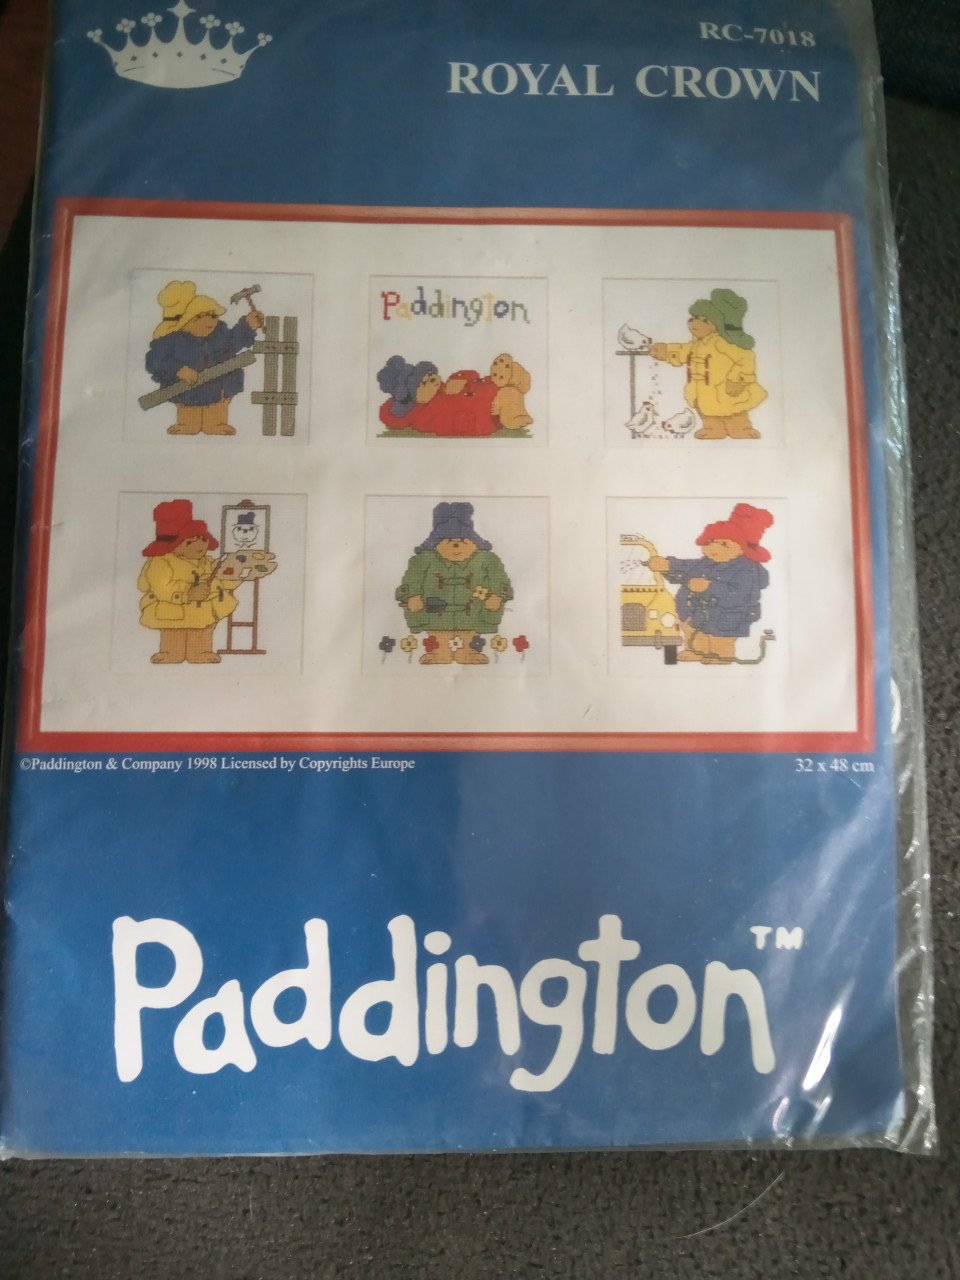 RC-7018
ROYAL CROWN
Paddington
©Paddington & Company 1998 Licensed by Copyrights Europe
32 x 48 cm
Paddington™